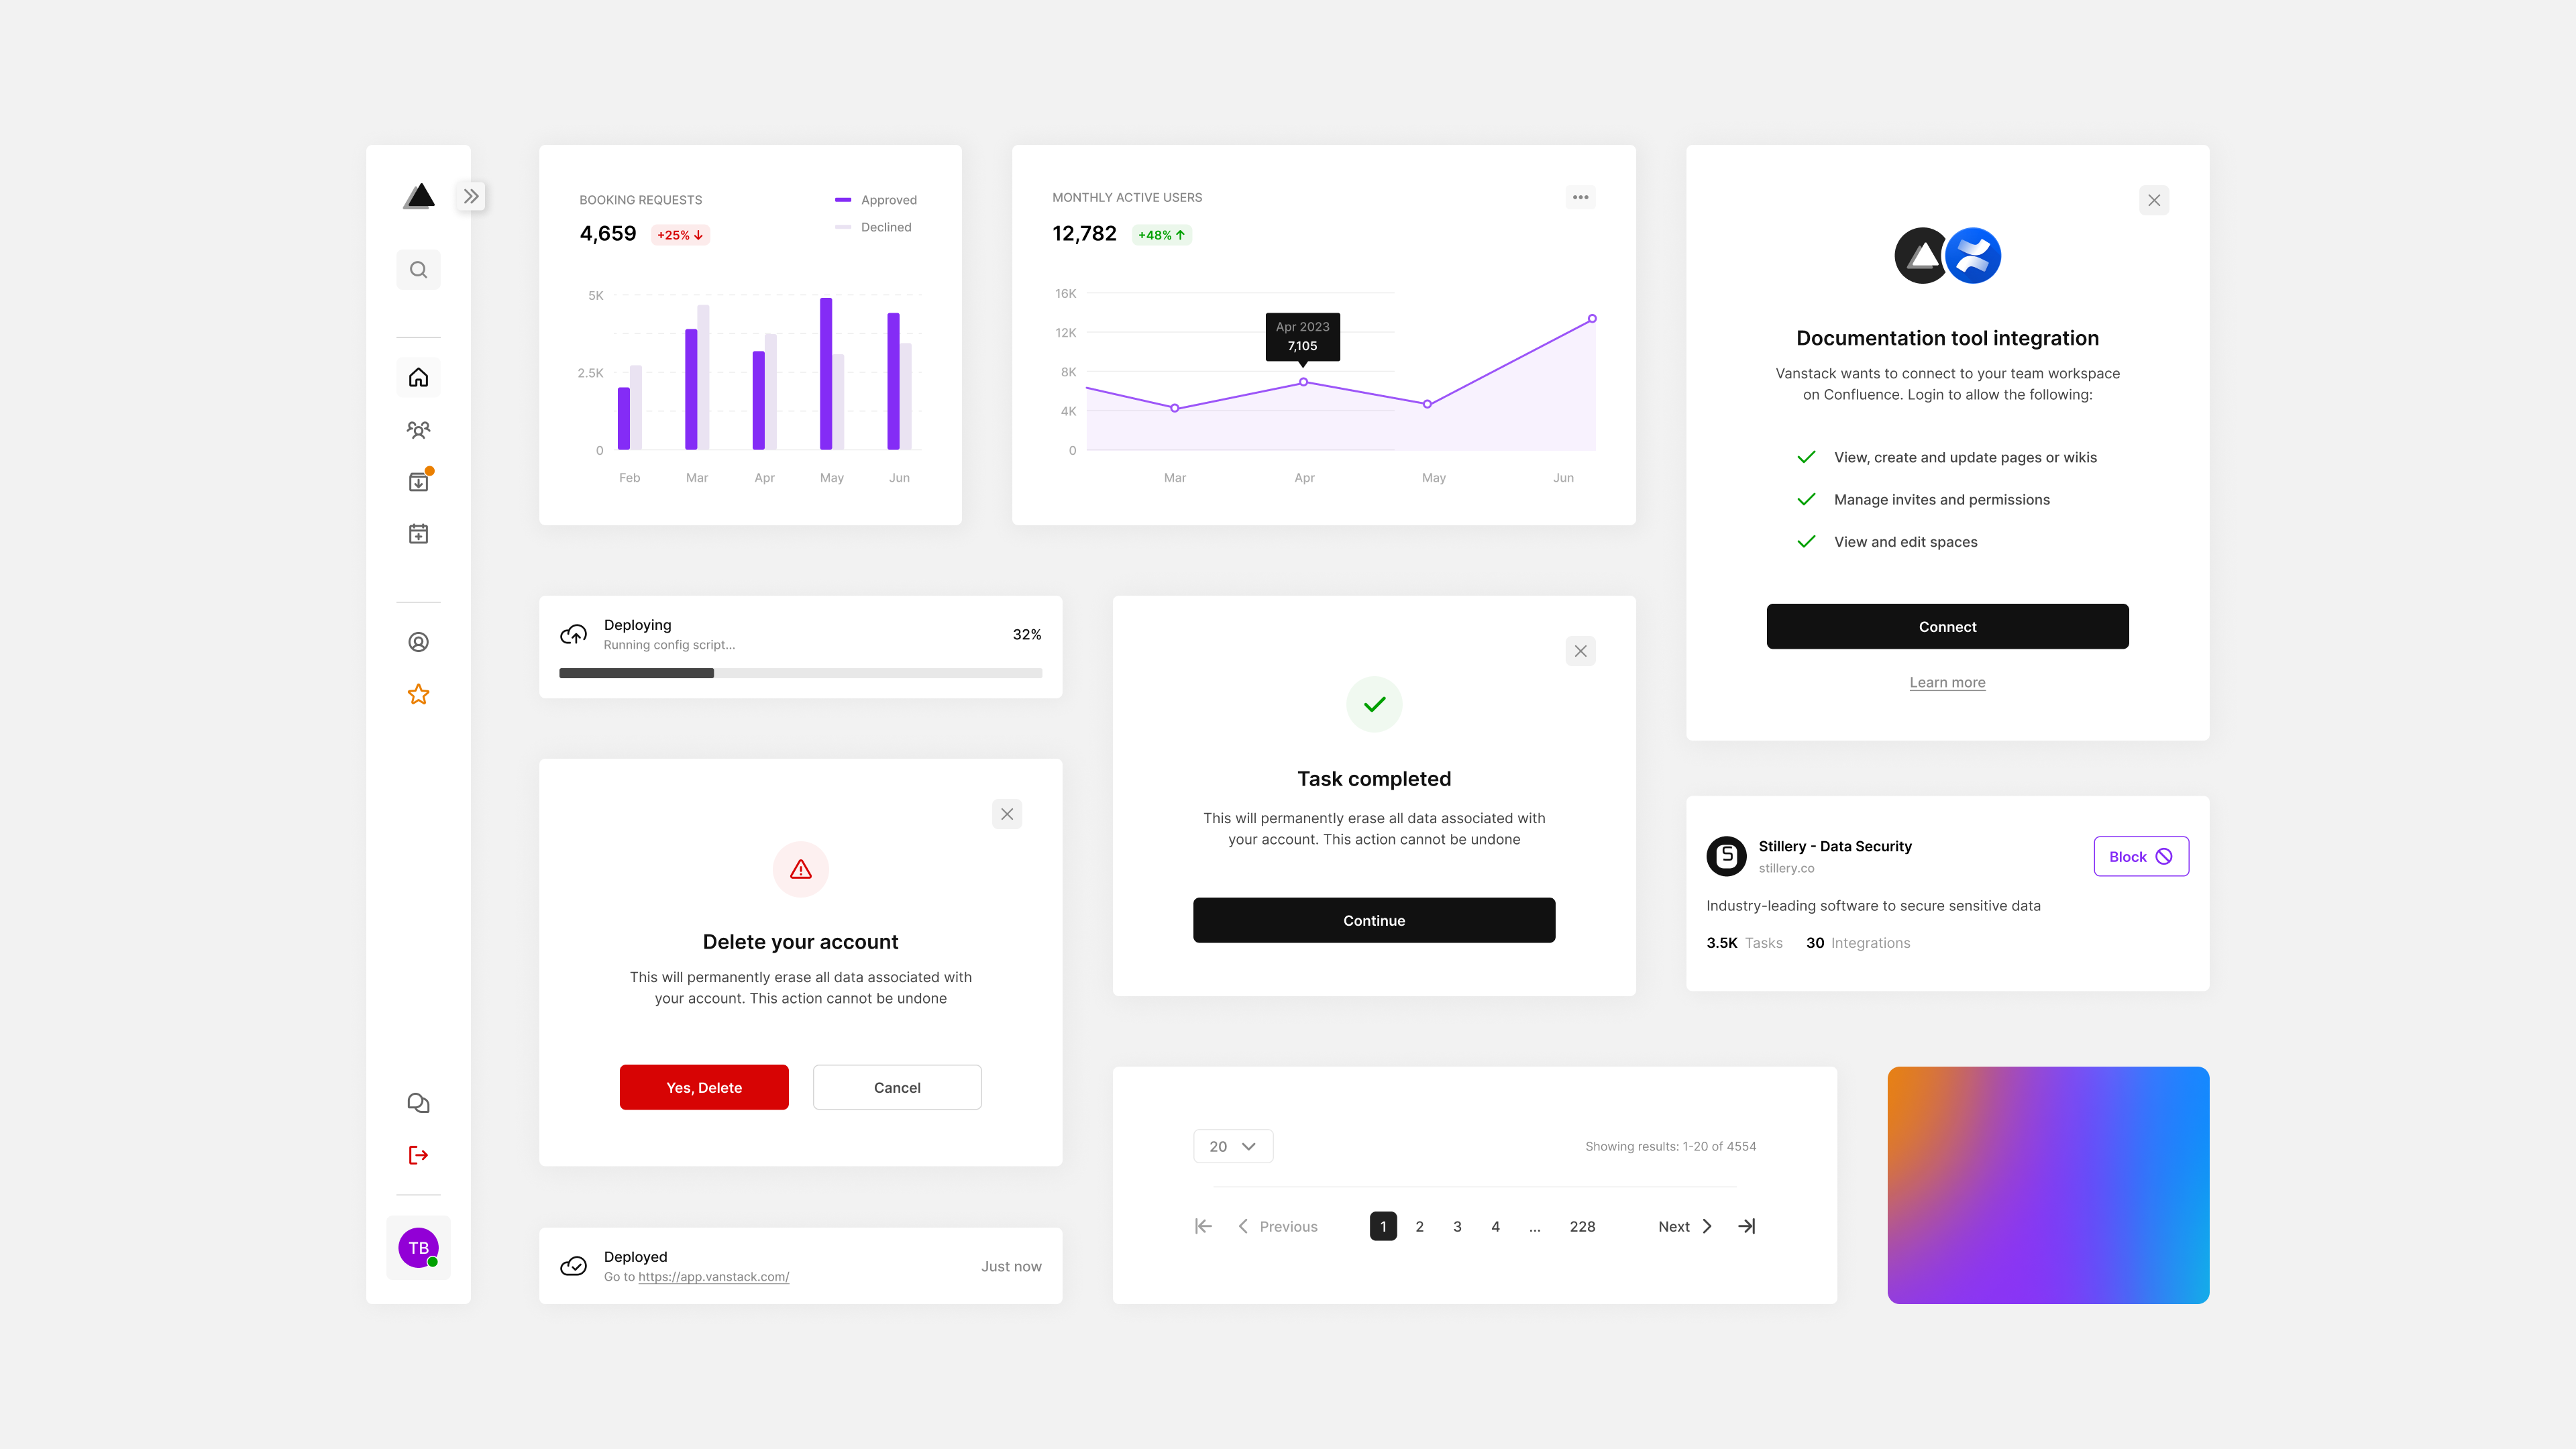 BOOKING REQUESTS
4,659 +25%
Approved
Declined
5K
2.5K
0
Feb Mar Apr May Jun
MONTHLY ACTIVE USERS
12,782 +48%
•••
16K
12K
8K
4K
0
Apr 2023
7,105
Mar Apr May Jun
Documentation tool integration
Vanstack wants to connect to your team workspace
on Confluence. Login to allow the following:
View, create and update pages or wikis
Manage invites and permissions
View and edit spaces
Connect
Learn more
Deploying
Running config script...
32%
Task completed
This will permanently erase all data associated with
your account. This action cannot be undone
Continue
Delete your account
This will permanently erase all data associated with
your account. This action cannot be undone
Yes, Delete Cancel
S
Stillery - Data Security
stillery.co
Block
Industry-leading software to secure sensitive data
3.5K Tasks 30 Integrations
20
Showing results: 1-20 of 4554
Previous 1 2 3 4 ... 228 Next
Deployed
Go to https://app.vanstack.com/
Just now
TB